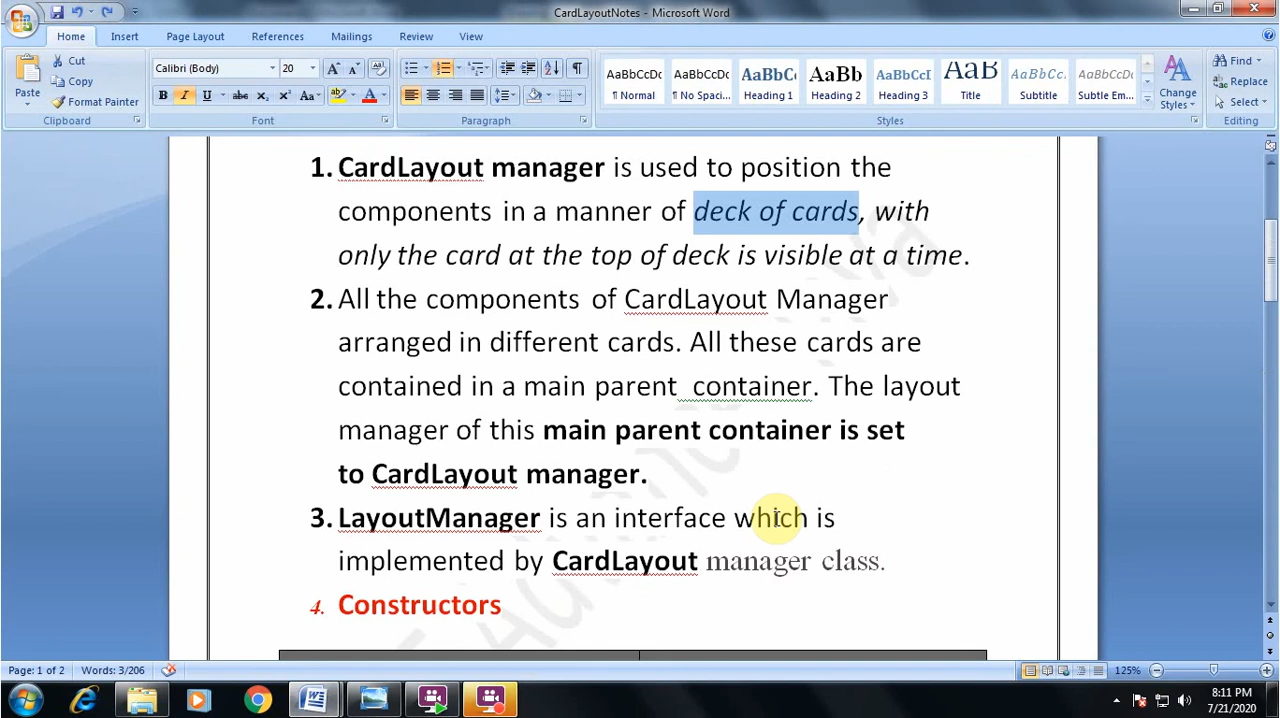 CardLayoutNotes - Microsoft Word
Home Insert Page Layout References Mailings Review View
Cut
Copy
Format Painter
Paste
Clipboard
Calibri (Body) 20
Font
Paragraph
AaBbCcDc AaBbCcDc AaBbC AaBb AaBbCcI AaB AaBbCcI AaBbCcDc
¶ Normal ¶ No Spaci... Heading 1 Heading 2 Heading 3 Title Subtitle Subtle Em...
Styles
Change Styles
Find
Replace
Select
Editing
1. CardLayout manager is used to position the
components in a manner of deck of cards, with
only the card at the top of deck is visible at a time.
2. All the components of CardLayout Manager
arranged in different cards. All these cards are
contained in a main parent container. The layout
manager of this main parent container is set
to CardLayout manager.
3. LayoutManager is an interface which is
implemented by CardLayout manager class.
4. Constructors
Page: 1 of 2 Words: 3/206 125%
8:11 PM
7/21/2020